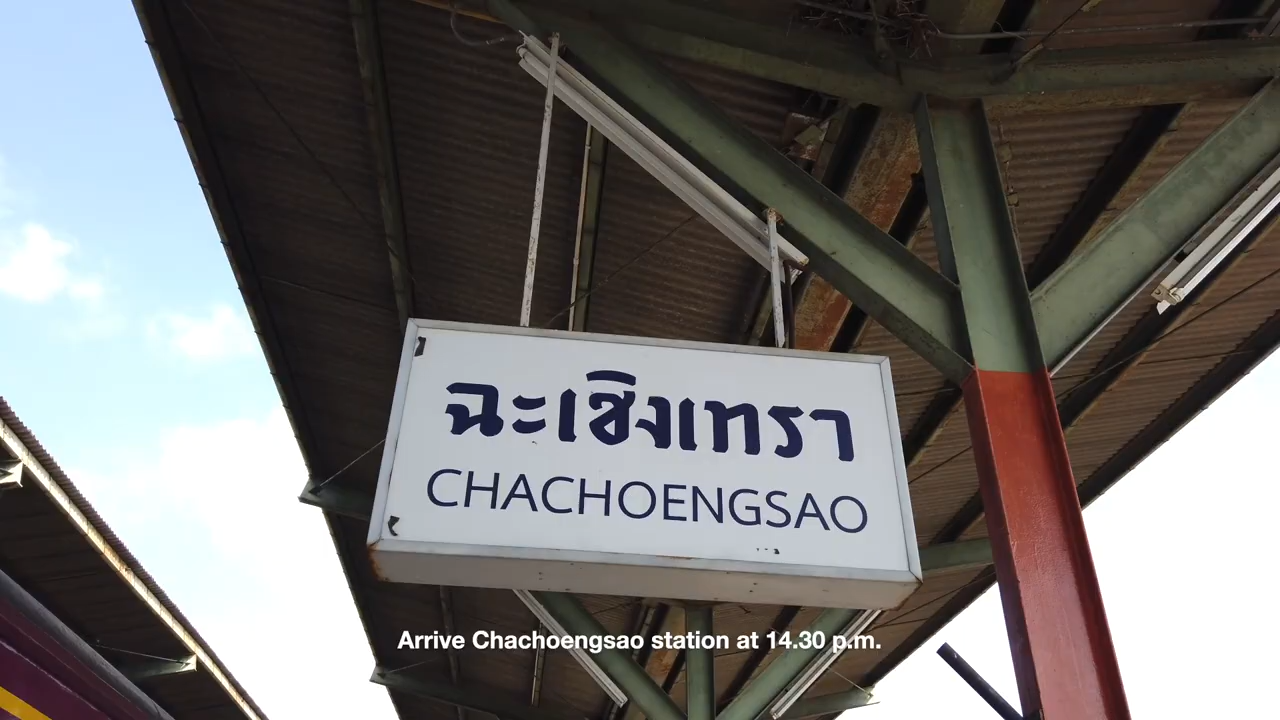 ฉะเชิงเทรา
CHACHOENGSAO
Arrive Chachoengsao station at 14.30 p.m.